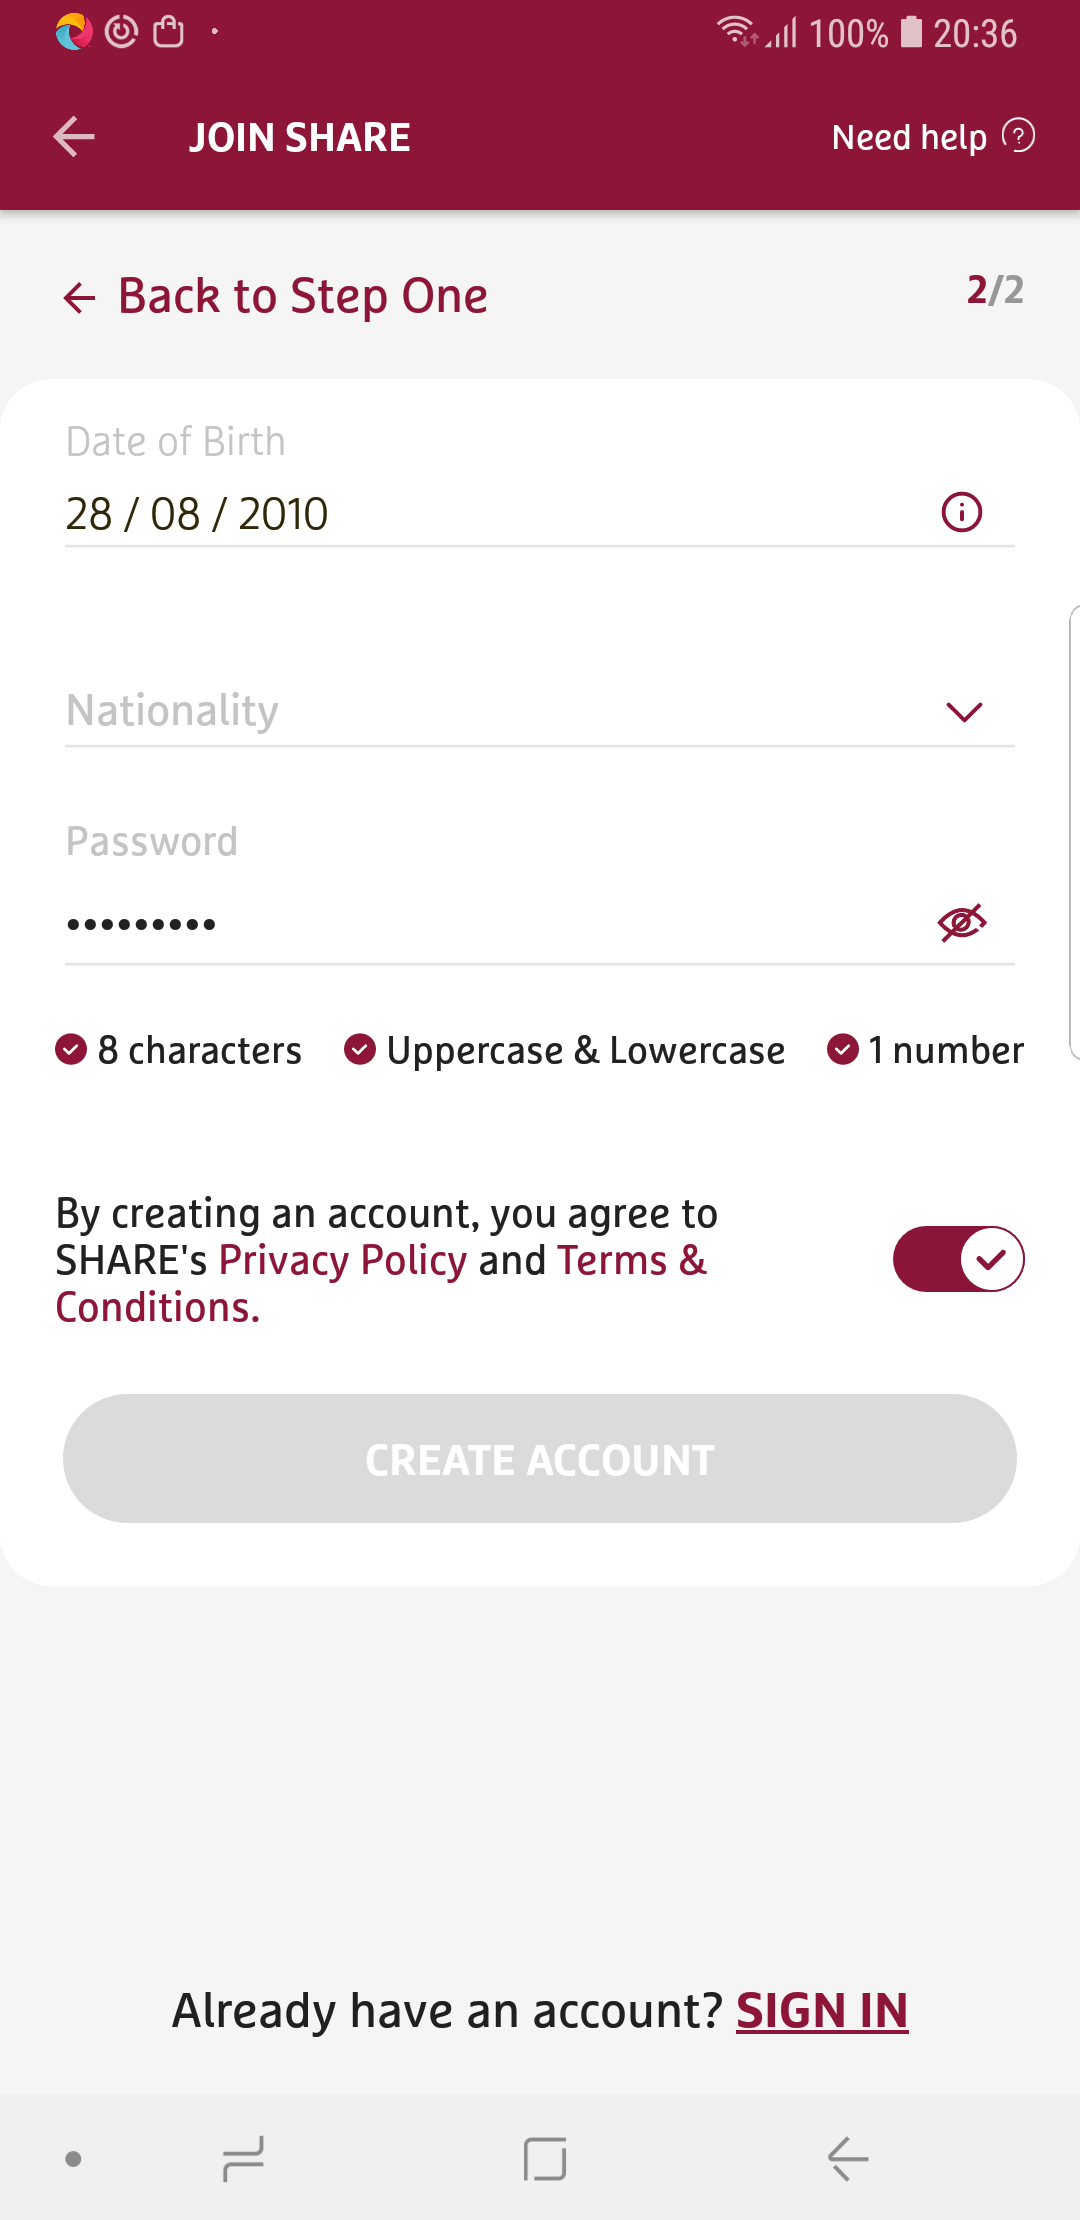 100% 20:36
JOIN SHARE
Need help ?
Back to Step One
2/2
Date of Birth
28 / 08 / 2010
Nationality
Password
•••••••••
8 characters
Uppercase & Lowercase
1 number
By creating an account, you agree to
SHARE's Privacy Policy and Terms &
Conditions.
CREATE ACCOUNT
Already have an account? SIGN IN